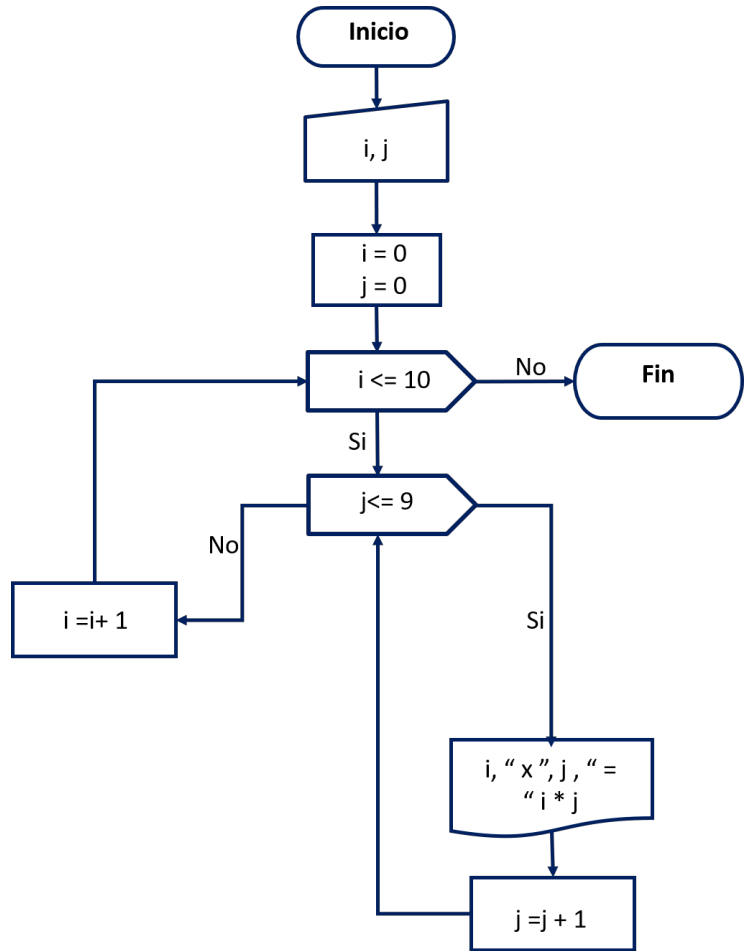 Inicio
i, j
i = 0
j = 0
i <= 10
No
Fin
Si
j<= 9
No
Si
i =i+ 1
i, “ x ”, j , “ =
“ i * j
j =j + 1